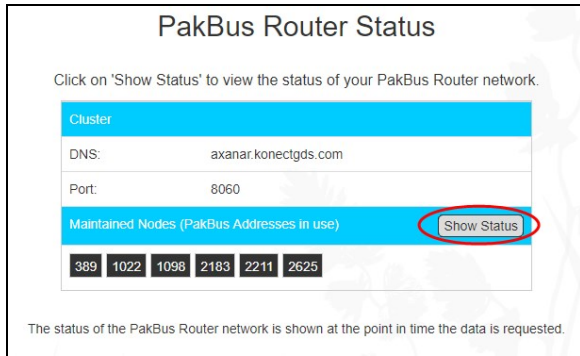 PakBus Router Status
Click on 'Show Status' to view the status of your PakBus Router network.
Cluster
DNS: axanar.konectgds.com
Port: 8060
Maintained Nodes (PakBus Addresses in use) Show Status
389 1022 1098 2183 2211 2625
The status of the PakBus Router network is shown at the point in time the data is requested.